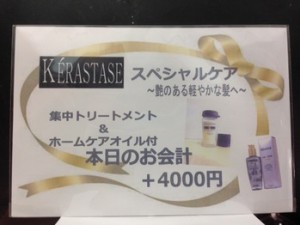 KÉRASTASE スペシャルケア
～艶のある軽やかな髪へ～
集中トリートメント
&
ホームケアオイル付
本日のお会計
＋4000円